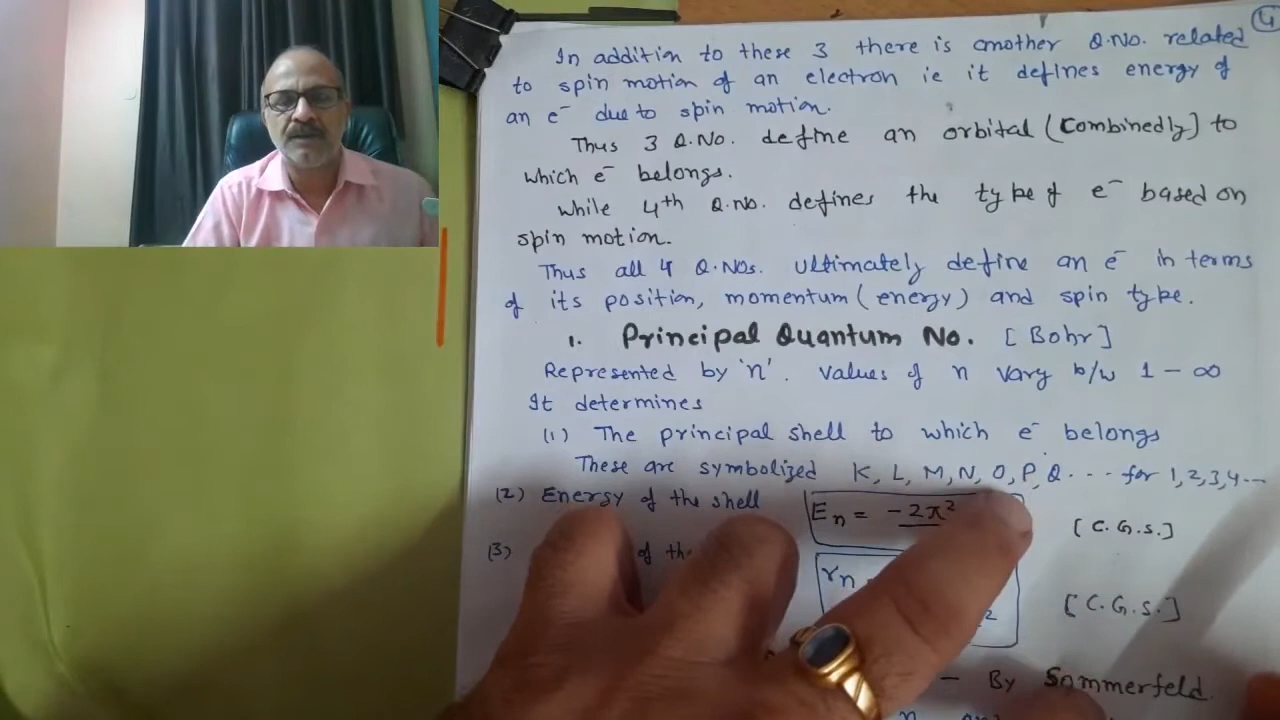 4
In addition to these 3 there is another Q.No. related
to spin motion of an electron ie it defines energy of
an e⁻ due to spin motion.
Thus 3 Q.No. define an orbital (Combinedly) to
which e⁻ belongs.
While 4th Q.No. defines the type of e⁻ based on
spin motion.
Thus all 4 Q.NOs. ultimately define an e⁻ in terms
of its position, momentum (energy) and spin type.
1. Principal Quantum No. [Bohr]
Represented by 'n'. Values of n vary b/w 1 - ∞
It determines
(1) The principal shell to which e⁻ belongs
These are symbolized K, L, M, N, O, P, Q .... for 1,2,3,4...
(2) Energy of the shell Eₙ = -2π² [C.G.S.]
(3) of the rₙ [C.G.S.]
— By Sommerfeld.
n